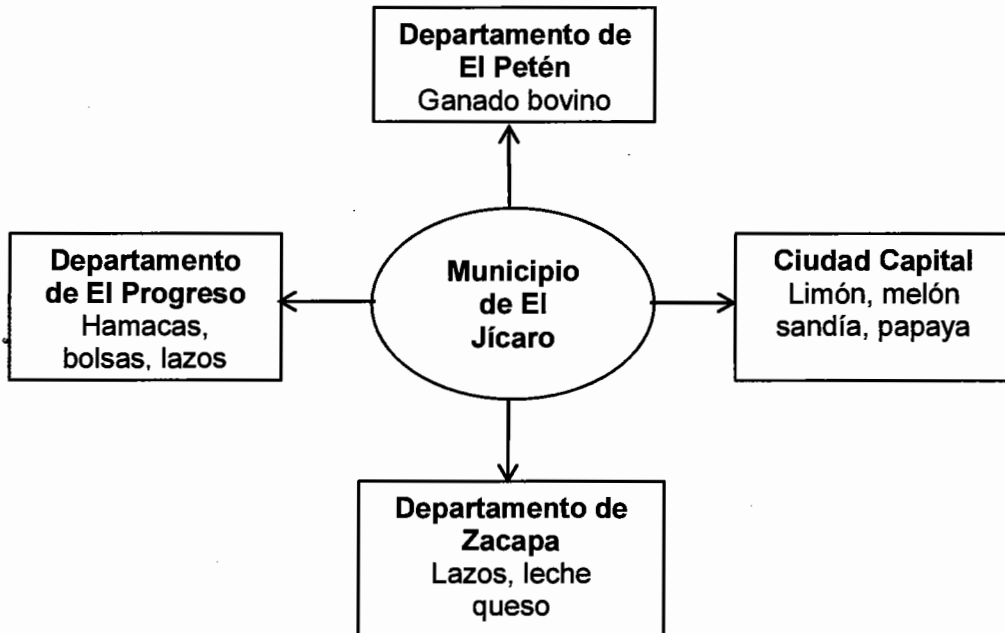 Departamento de
El Petén
Ganado bovino
Departamento
de El Progreso
Hamacas,
bolsas, lazos
Municipio
de El
Jícaro
Ciudad Capital
Limón, melón
sandía, papaya
Departamento de
Zacapa
Lazos, leche
queso